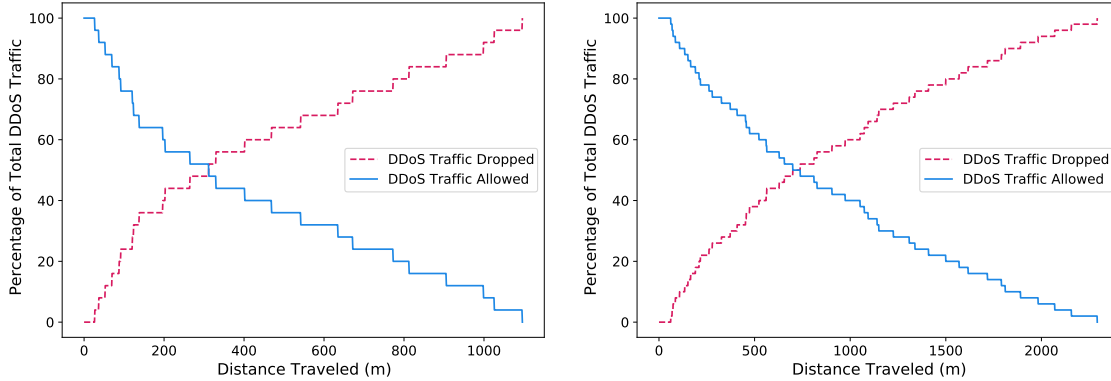 Percentage of Total DDoS Traffic
100
80
60
40
20
0
DDoS Traffic Dropped
DDoS Traffic Allowed
0 200 400 600 800 1000
Distance Traveled (m)
Percentage of Total DDoS Traffic
100
80
60
40
20
0
DDoS Traffic Dropped
DDoS Traffic Allowed
0 500 1000 1500 2000
Distance Traveled (m)